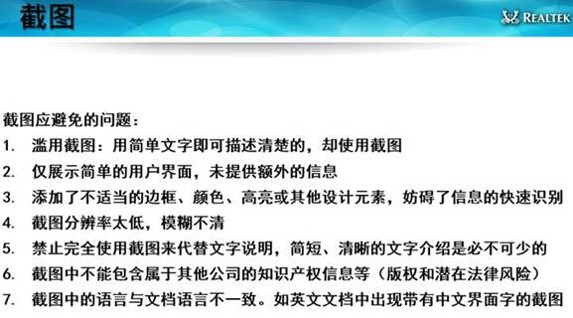 截图
REALTEK
截图应避免的问题：
1. 滥用截图：用简单文字即可描述清楚的，却使用截图
2. 仅展示简单的用户界面，未提供额外的信息
3. 添加了不适当的边框、颜色、高亮或其他设计元素，妨碍了信息的快速识别
4. 截图分辨率太低，模糊不清
5. 禁止完全使用截图来代替文字说明，简短、清晰的文字介绍是必不可少的
6. 截图中不能包含属于其他公司的知识产权信息等（版权和潜在法律风险）
7. 截图中的语言与文档语言不一致。如英文文档中出现带有中文界面字的截图